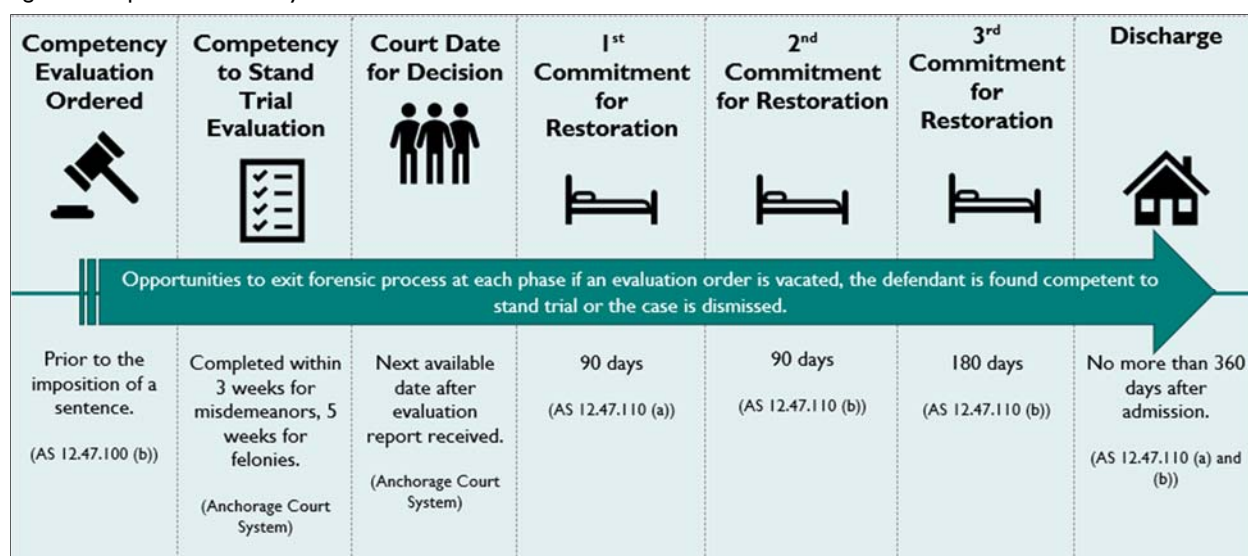 Competency
Evaluation
Ordered
Competency
to Stand
Trial
Evaluation
Court Date
for Decision
1st
Commitment
for
Restoration
2nd
Commitment
for Restoration
3rd
Commitment
for
Restoration
Discharge
Opportunities to exit forensic process at each phase if an evaluation order is vacated, the defendant is found competent to
stand trial or the case is dismissed.
Prior to the
imposition of a
sentence.
(AS 12.47.100 (b))
Completed within
3 weeks for
misdemeanors, 5
weeks for
felonies.
(Anchorage Court
System)
Next available
date after
evaluation
report received.
(Anchorage Court
System)
90 days
(AS 12.47.110 (a))
90 days
(AS 12.47.110 (b))
180 days
(AS 12.47.110 (b))
No more than 360
days after
admission.
(AS 12.47.110 (a) and
(b))